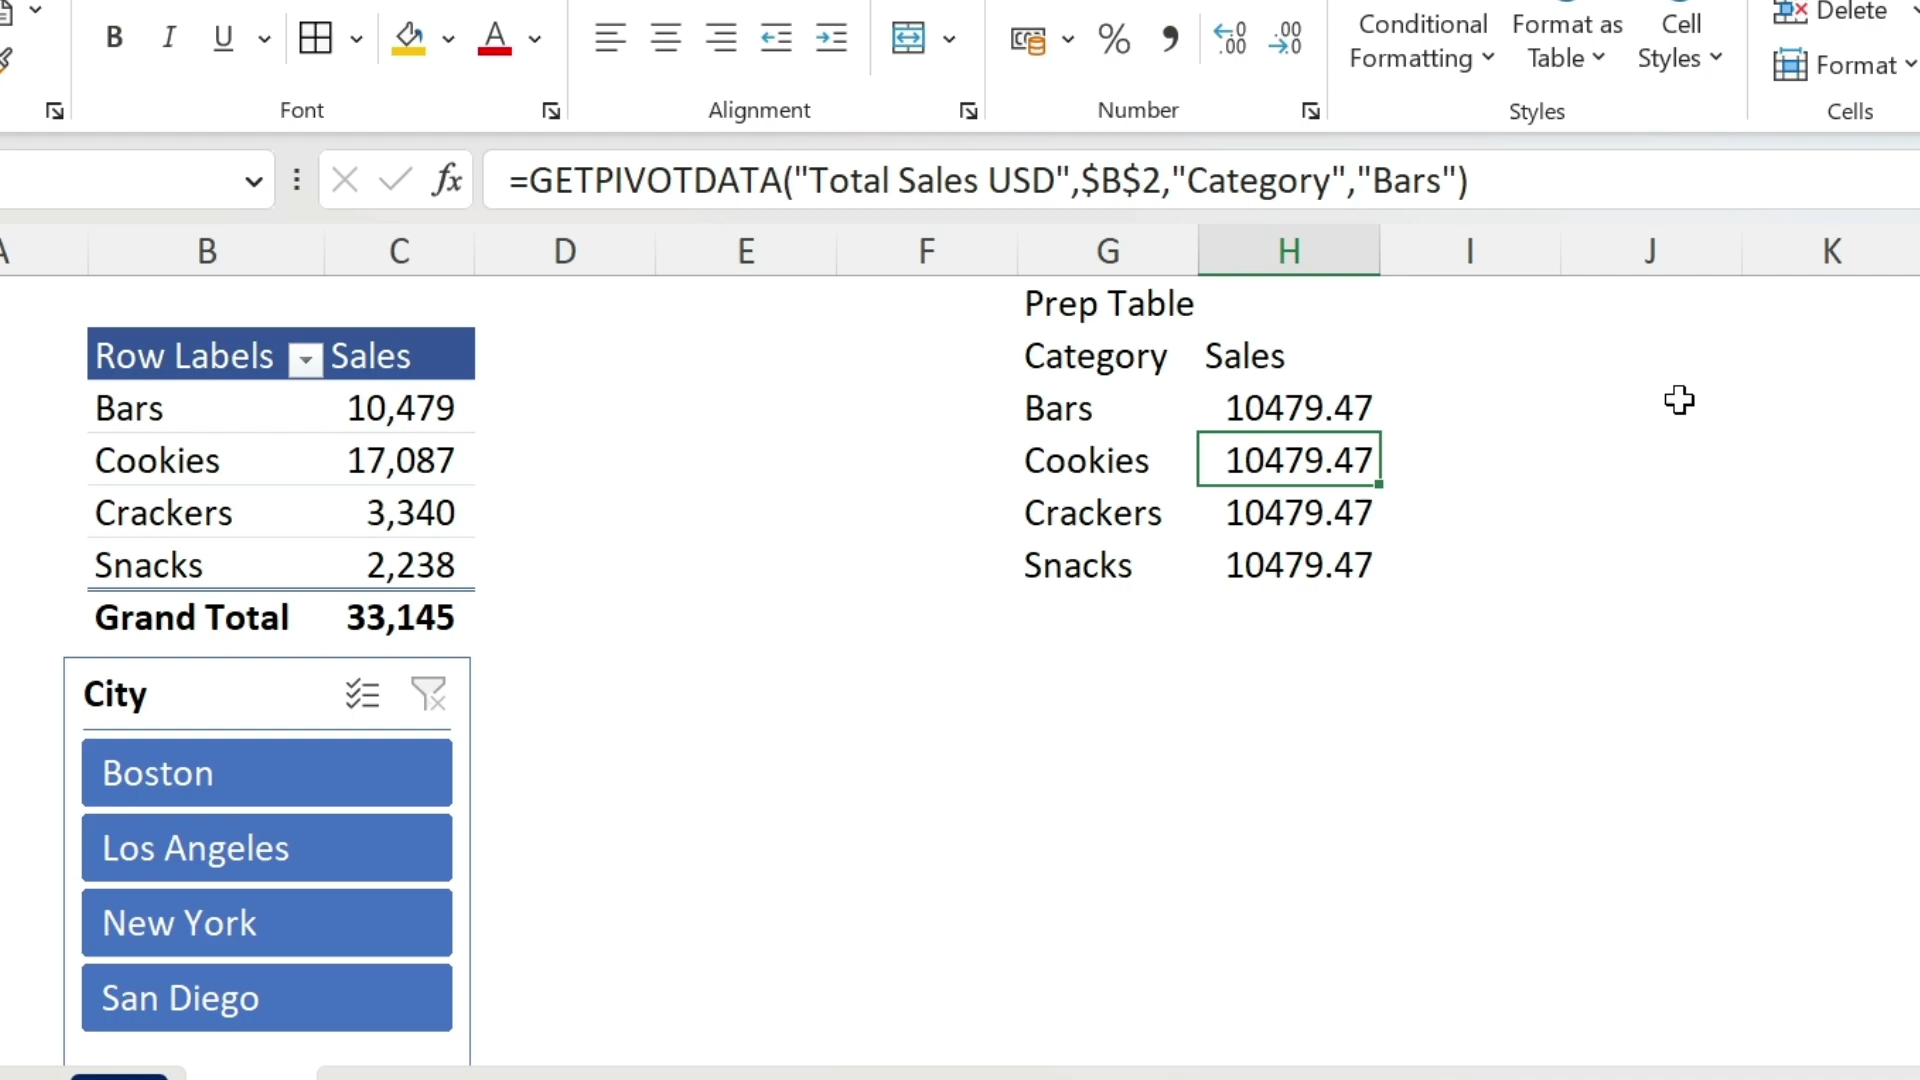 B I U A % .00 .00
Conditional Formatting Format as Table Cell Styles Delete Format
Font Alignment Number Styles Cells
fx =GETPIVOTDATA("Total Sales USD",$B$2,"Category","Bars")
A B C D E F G H I J K
Prep Table
Row Labels Sales Category Sales
Bars 10,479 Bars 10479.47
Cookies 17,087 Cookies 10479.47
Crackers 3,340 Crackers 10479.47
Snacks 2,238 Snacks 10479.47
Grand Total 33,145
City
Boston
Los Angeles
New York
San Diego